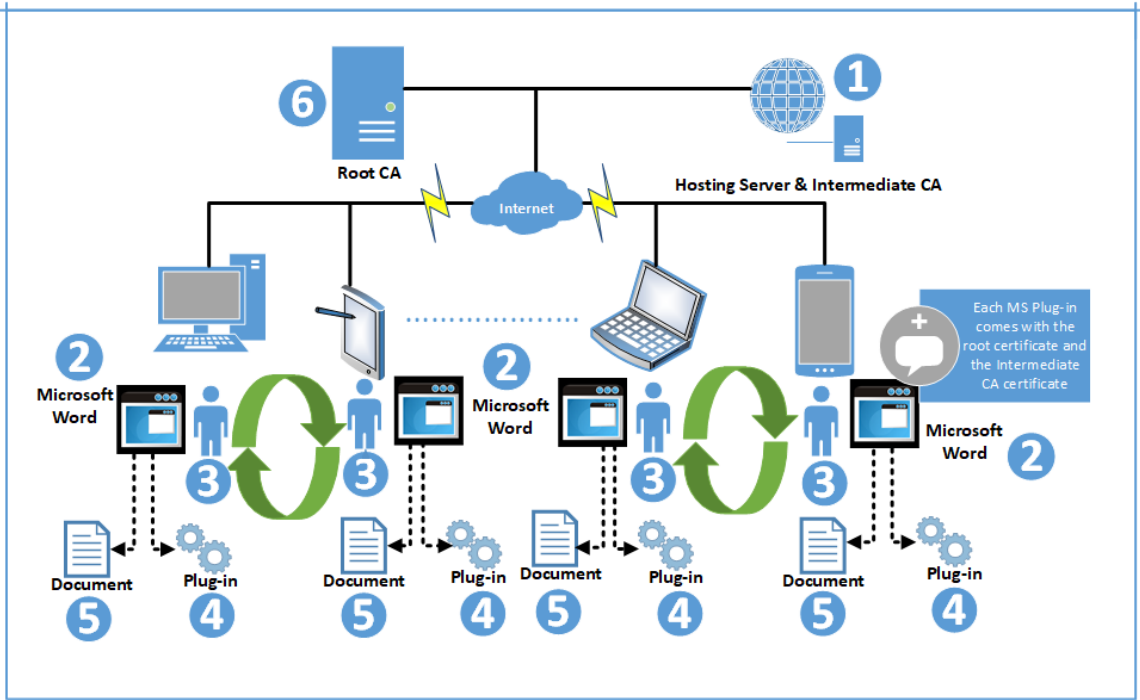 1
6
Root CA
Hosting Server & Intermediate CA
Internet
Each MS Plug-in
comes with the
root certificate and
the Intermediate
CA certificate
+
2
Microsoft
Word
2
Microsoft
Word
Microsoft
Word
2
3
3
3
3
Document
Plug-in
Document
Plug-in
Document
Plug-in
Document
Plug-in
5
4
5
4
5
4
5
4